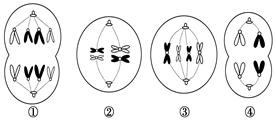 ① ② ③ ④